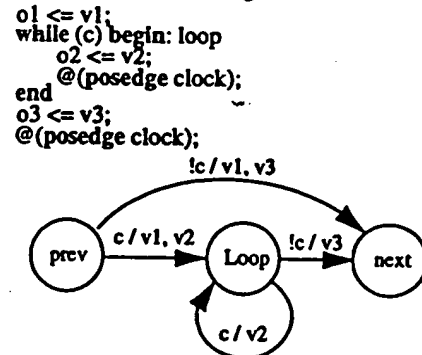 o1 <= v1;
while (c) begin: loop
o2 <= v2;
@(posedge clock);
end
o3 <= v3;
@(posedge clock);
!c / v1, v3
prev
c / v1, v2
Loop
!c / v3
next
c / v2